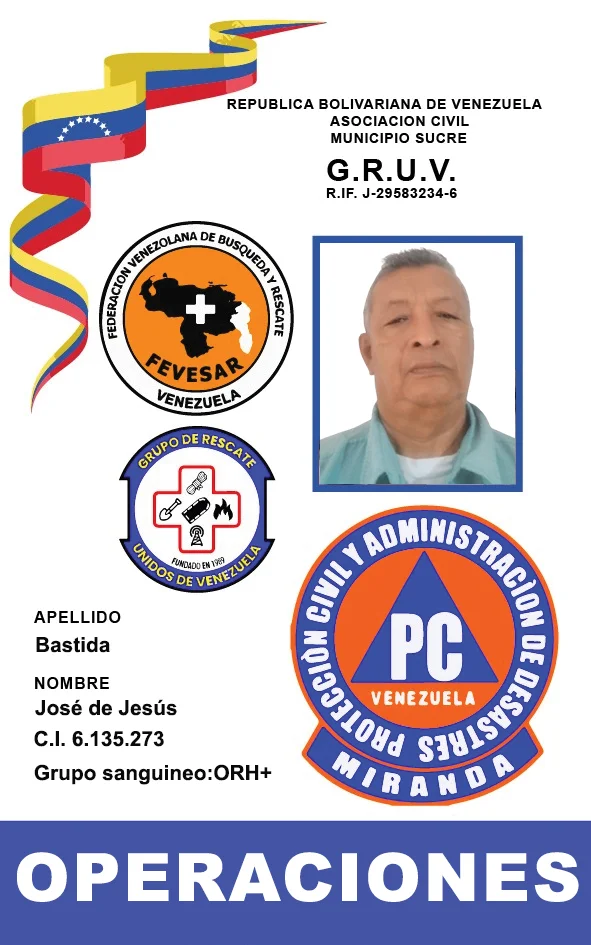 REPUBLICA BOLIVARIANA DE VENEZUELA
ASOCIACION CIVIL
MUNICIPIO SUCRE
G.R.U.V.
R.IF. J-29583234-6
FEDERACION VENEZOLANA DE BUSQUEDA Y RESCATE
FEVESAR
VENEZUELA
GRUPO DE RESCATE
FUNDADO EN 1989
UNIDOS DE VENEZUELA
PROTECCIÒN CIVIL Y ADMINISTRACIÒN DE DESASTRES
PC
VENEZUELA
MIRANDA
APELLIDO
Bastida
NOMBRE
José de Jesús
C.I. 6.135.273
Grupo sanguineo:ORH+
OPERACIONES